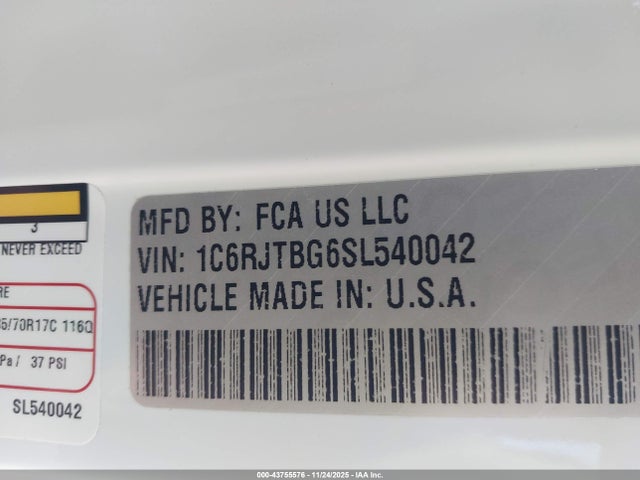 3
NEVER EXCEED
5/70R17C 116Q
Pa / 37 PSI
SL540042
MFD BY: FCA US LLC
VIN: 1C6RJTBG6SL540042
VEHICLE MADE IN: U.S.A.
000-43755576 | 11/24/2025 | IAA Inc.